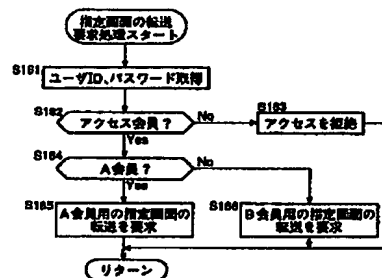 指定画面の転送
要求処理スタート
S161
ユーザID、パスワード取得
S162
アクセス会員?
No
S163
アクセスを拒絶
Yes
S164
A会員?
No
Yes
S165
A会員用の指定画面の
転送を要求
S166
B会員用の指定画面の
転送を要求
リターン